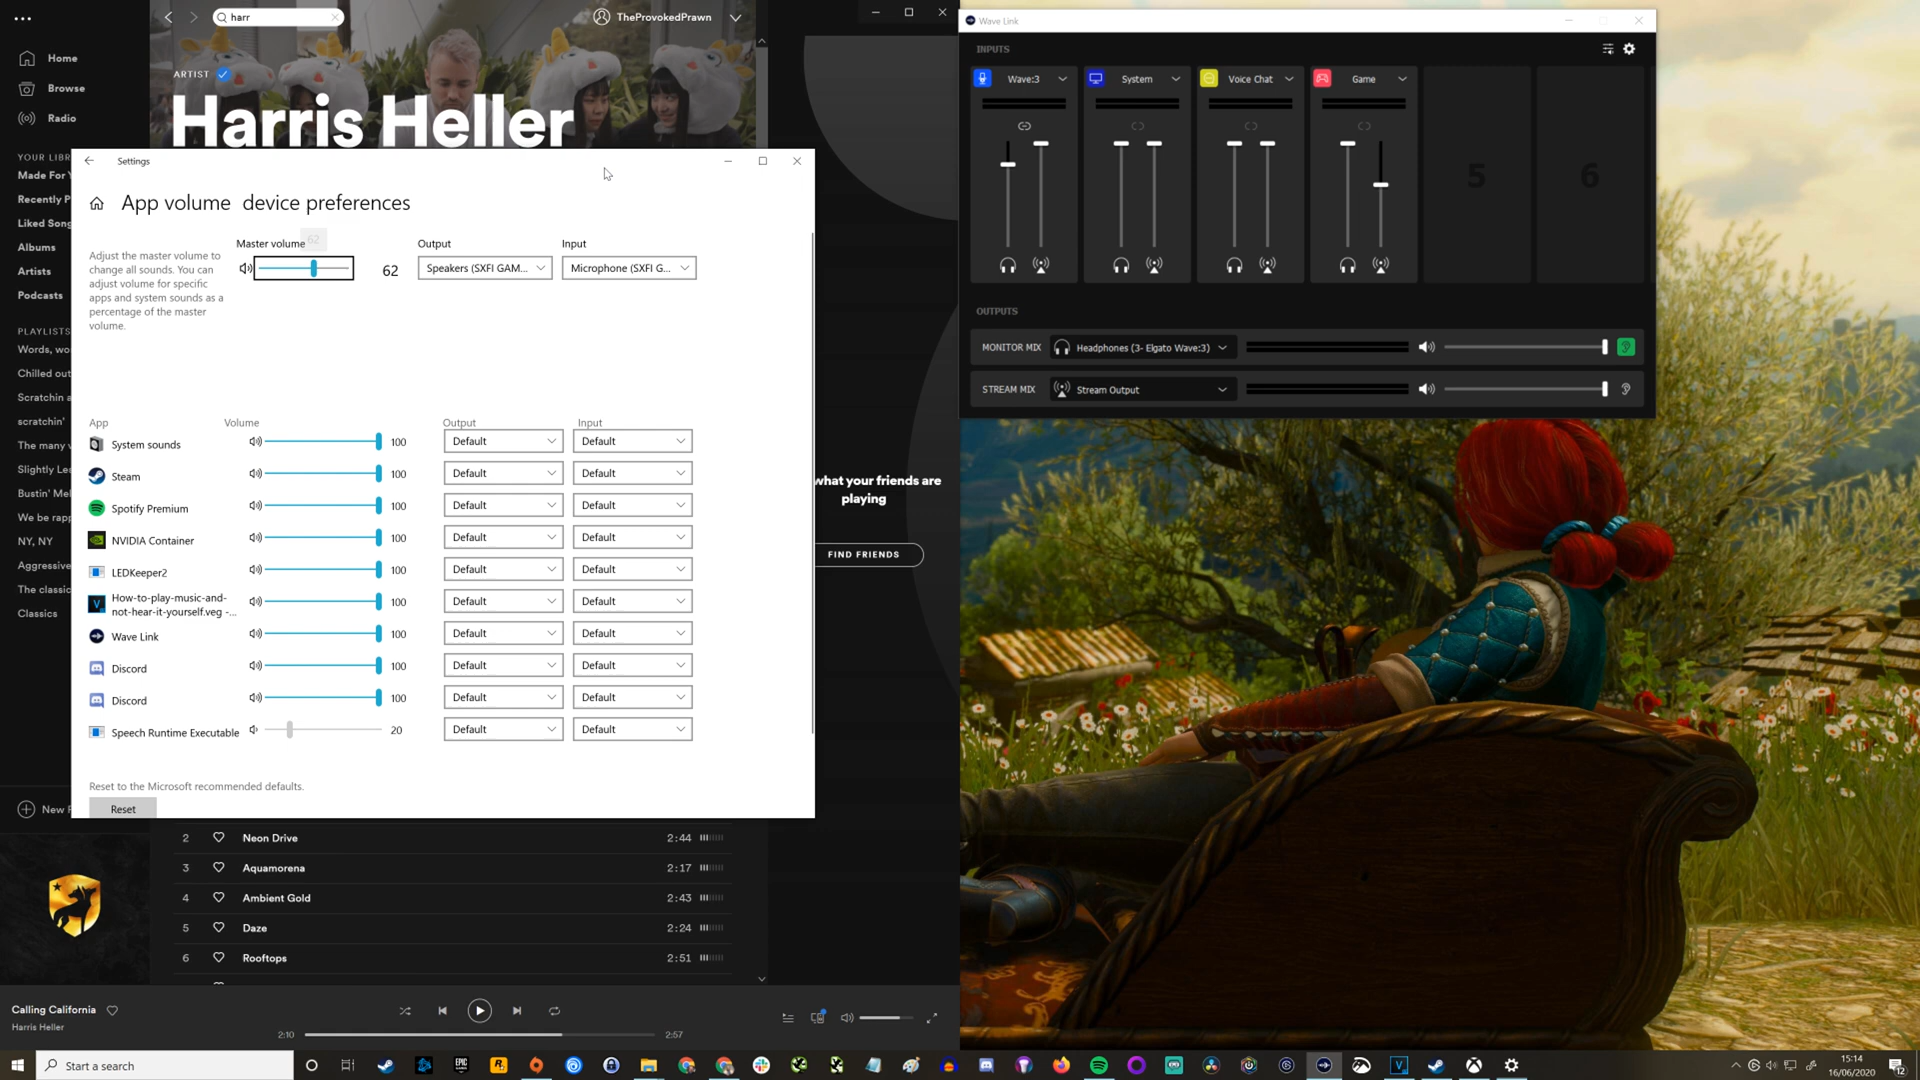 harr
TheProvokedPrawn
Home
Browse
Radio
ARTIST
Harris Heller
YOUR LIBR
Made For Y
Recently P
Liked Song
Albums
Artists
Podcasts
PLAYLISTS
Words, wo
Chilled out
Scratchin a
scratchin'
The many v
Slightly Les
Bustin' Mel
We be rapp
NY, NY
Aggressive
The classic
Classics
New P
Settings
App volume device preferences
Adjust the master volume to
change all sounds. You can
adjust volume for specific
apps and system sounds as a
percentage of the master
volume.
Master volume
62
62
Output
Speakers (SXFI GAM...
Input
Microphone (SXFI G...
App Volume Output Input
System sounds 100 Default Default
Steam 100 Default Default
Spotify Premium 100 Default Default
NVIDIA Container 100 Default Default
LEDKeeper2 100 Default Default
How-to-play-music-and-
not-hear-it-yourself.veg -... 100 Default Default
Wave Link 100 Default Default
Discord 100 Default Default
Discord 100 Default Default
Speech Runtime Executable 20 Default Default
Reset to the Microsoft recommended defaults.
Reset
what your friends are
playing
FIND FRIENDS
2 Neon Drive 2:44
3 Aquamorena 2:17
4 Ambient Gold 2:43
5 Daze 2:24
6 Rooftops 2:51
Calling California
Harris Heller
2:10
2:57
Wave Link
INPUTS
Wave:3
System
Voice Chat
Game
5
6
OUTPUTS
MONITOR MIX Headphones (3- Elgato Wave:3)
STREAM MIX Stream Output
Start a search
EPIC
15:14
16/06/2020
12